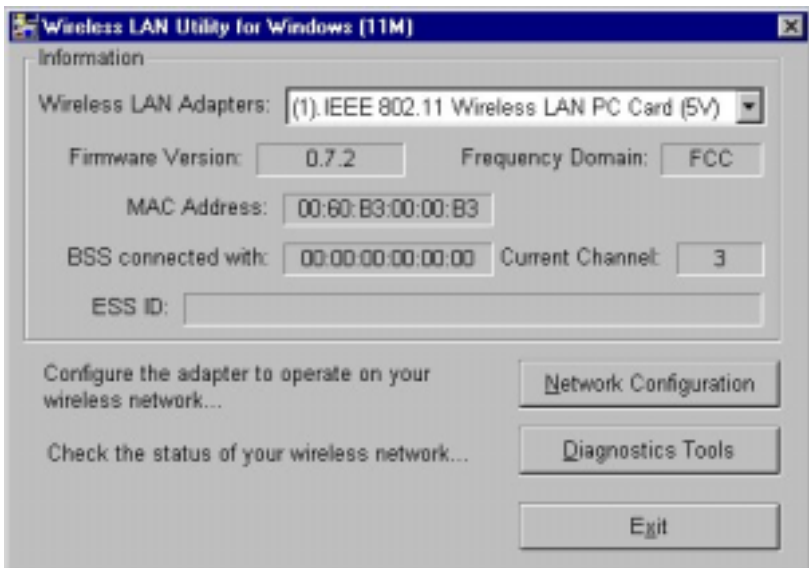 Wireless LAN Utility for Windows (11M)
Information
Wireless LAN Adapters: (1).IEEE 802.11 Wireless LAN PC Card (5V)
Firmware Version: 0.7.2 Frequency Domain: FCC
MAC Address: 00:60:B3:00:00:B3
BSS connected with: 00:00:00:00:00:00 Current Channel: 3
ESS ID:
Configure the adapter to operate on your
wireless network...
Network Configuration
Check the status of your wireless network...
Diagnostics Tools
Exit